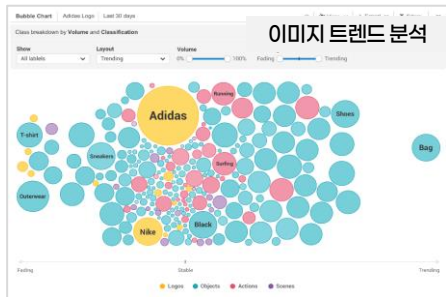 Bubble Chart Adidas Logo Last 30 days
이미지 트렌드 분석
Class breakdown by Volume and Classification
Show Layout Volume
All labels Trending 0% 100% Fading Trending
Running
Adidas
Shoes
T-shirt
Bag
Sneakers
Surfing
Outerwear
Black
Nike
Fading Stable Trending
Logos Objects Actions Scenes